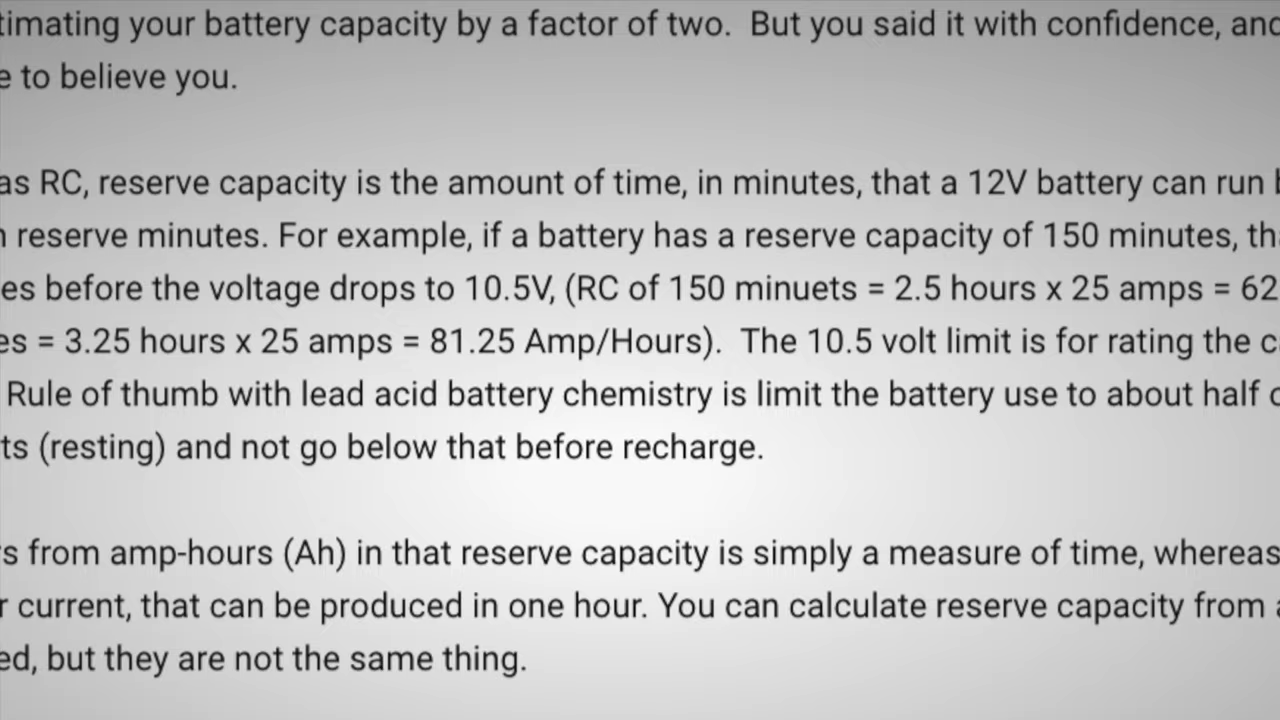 timating your battery capacity by a factor of two.  But you said it with confidence, and
e to believe you.
as RC, reserve capacity is the amount of time, in minutes, that a 12V battery can run
reserve minutes. For example, if a battery has a reserve capacity of 150 minutes, th
es before the voltage drops to 10.5V, (RC of 150 minuets = 2.5 hours x 25 amps = 62
es = 3.25 hours x 25 amps = 81.25 Amp/Hours).  The 10.5 volt limit is for rating the c
Rule of thumb with lead acid battery chemistry is limit the battery use to about half
ts (resting) and not go below that before recharge.
s from amp-hours (Ah) in that reserve capacity is simply a measure of time, whereas
r current, that can be produced in one hour. You can calculate reserve capacity from
ed, but they are not the same thing.